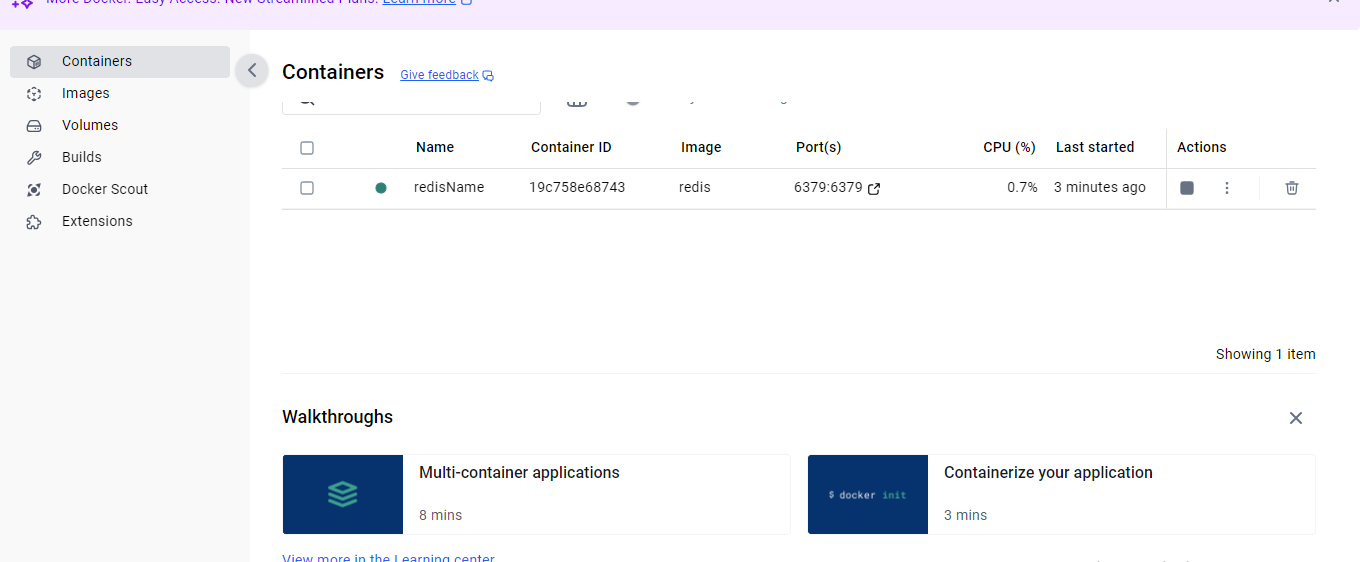 More Docker. Easy Access. New Streamlined Plans. Learn more
Containers
Images
Volumes
Builds
Docker Scout
Extensions
Containers Give feedback
Name Container ID Image Port(s) CPU (%) Last started Actions
redisName 19c758e68743 redis 6379:6379 0.7% 3 minutes ago
Showing 1 item
Walkthroughs
Multi-container applications
8 mins
$ docker init
Containerize your application
3 mins
View more in the Learning center